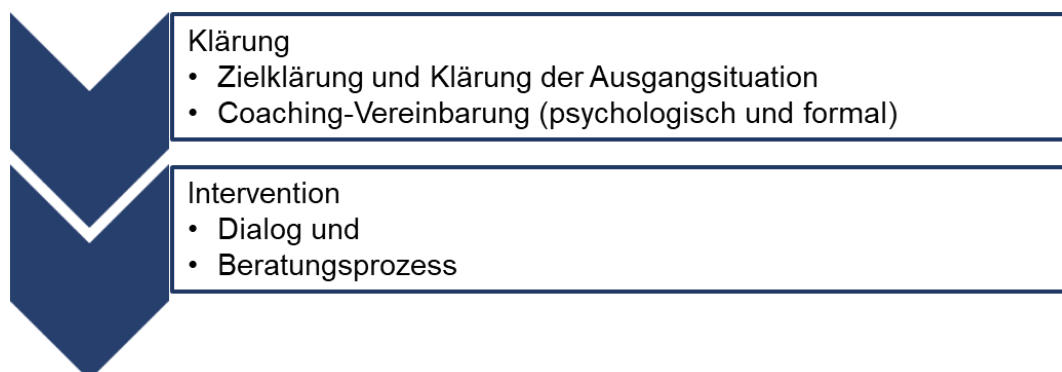 Klärung
• Zielklärung und Klärung der Ausgangsituation
• Coaching-Vereinbarung (psychologisch und formal)
Intervention
• Dialog und
• Beratungsprozess